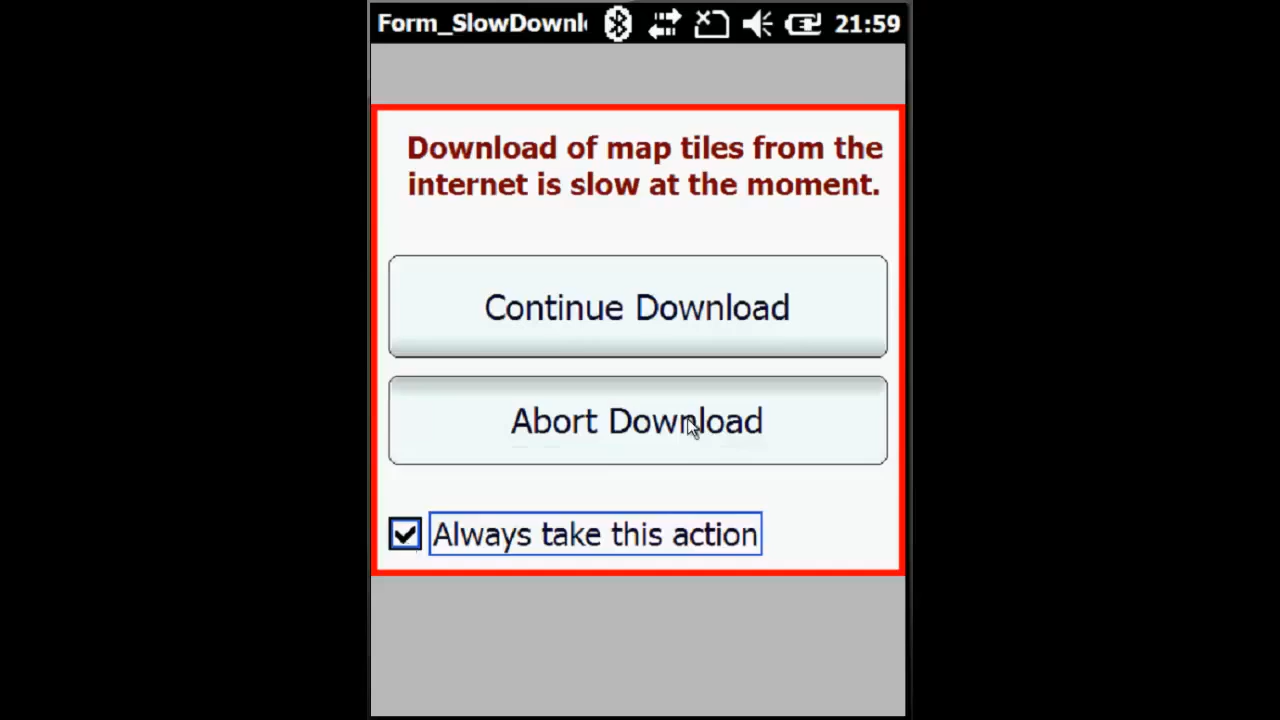 Form_SlowDownl 21:59
Download of map tiles from the
internet is slow at the moment.
Continue Download
Abort Download
Always take this action